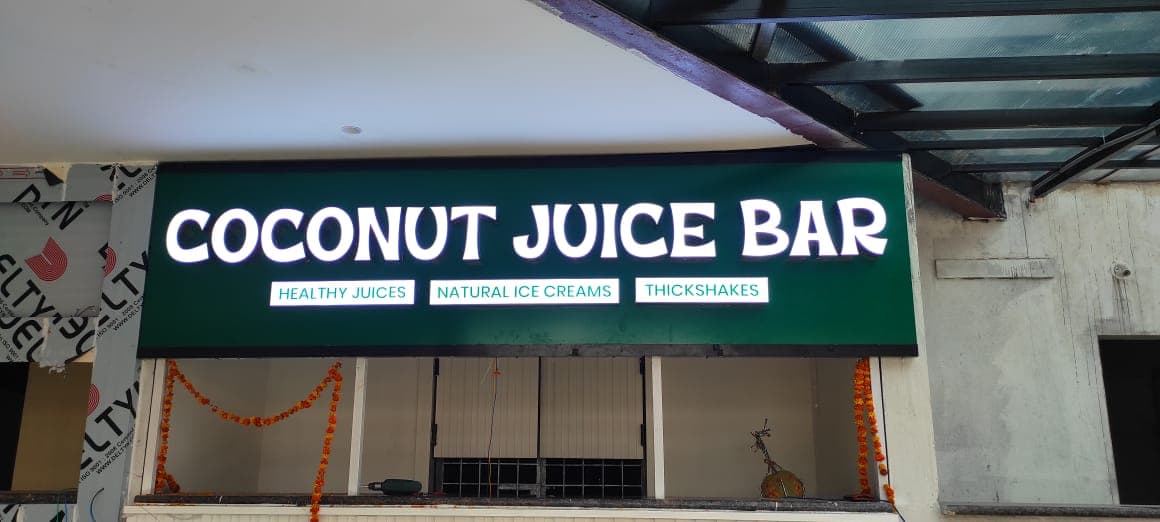 COCONUT JUICE BAR
HEALTHY JUICES NATURAL ICE CREAMS THICKSHAKES